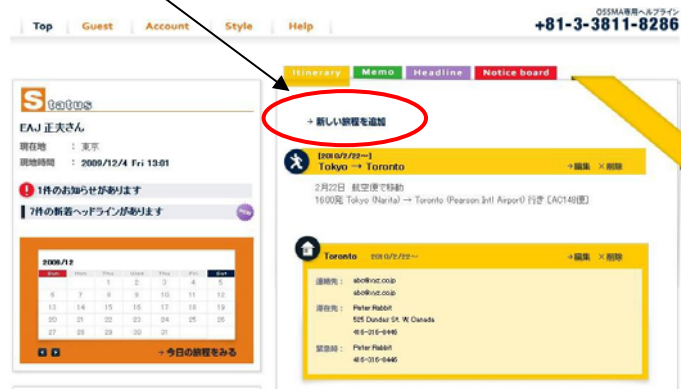 Top Guest Account Style Help
OSSMA専用ヘルプライン
+81-3-3811-8286
Itinerary Memo Headline Notice board
Status
EAJ 正夫さん
現在地 : 東京
現地時間 : 2009/12/4 Fri 13:01
1件のお知らせがあります
7件の新着ヘッドラインがあります
2009/12
Sun Mon Thu Wed Thu Fri Sat
1 2 3 4 5
6 7 8 9 10 11 12
13 14 15 16 17 18 19
20 21 22 23 24 25 26
27 28 29 30 31
→今日の旅程をみる
→新しい旅程を追加
[2010/2/22~]
Tokyo → Toronto
→編集 ×削除
2月22日 航空便で移動
16:00発 Tokyo (Narita) → Toronto (Pearson Intl Airport) 行き [AC148便]
Toronto 2010/2/22~
→編集 ×削除
連絡先: abc@xyz.co.jp
abc@xyz.co.jp
滞在先: Peter Rabbit
525 Dundar St. W, Canada
416-316-6446
緊急時: Peter Rabbit
416-316-6446